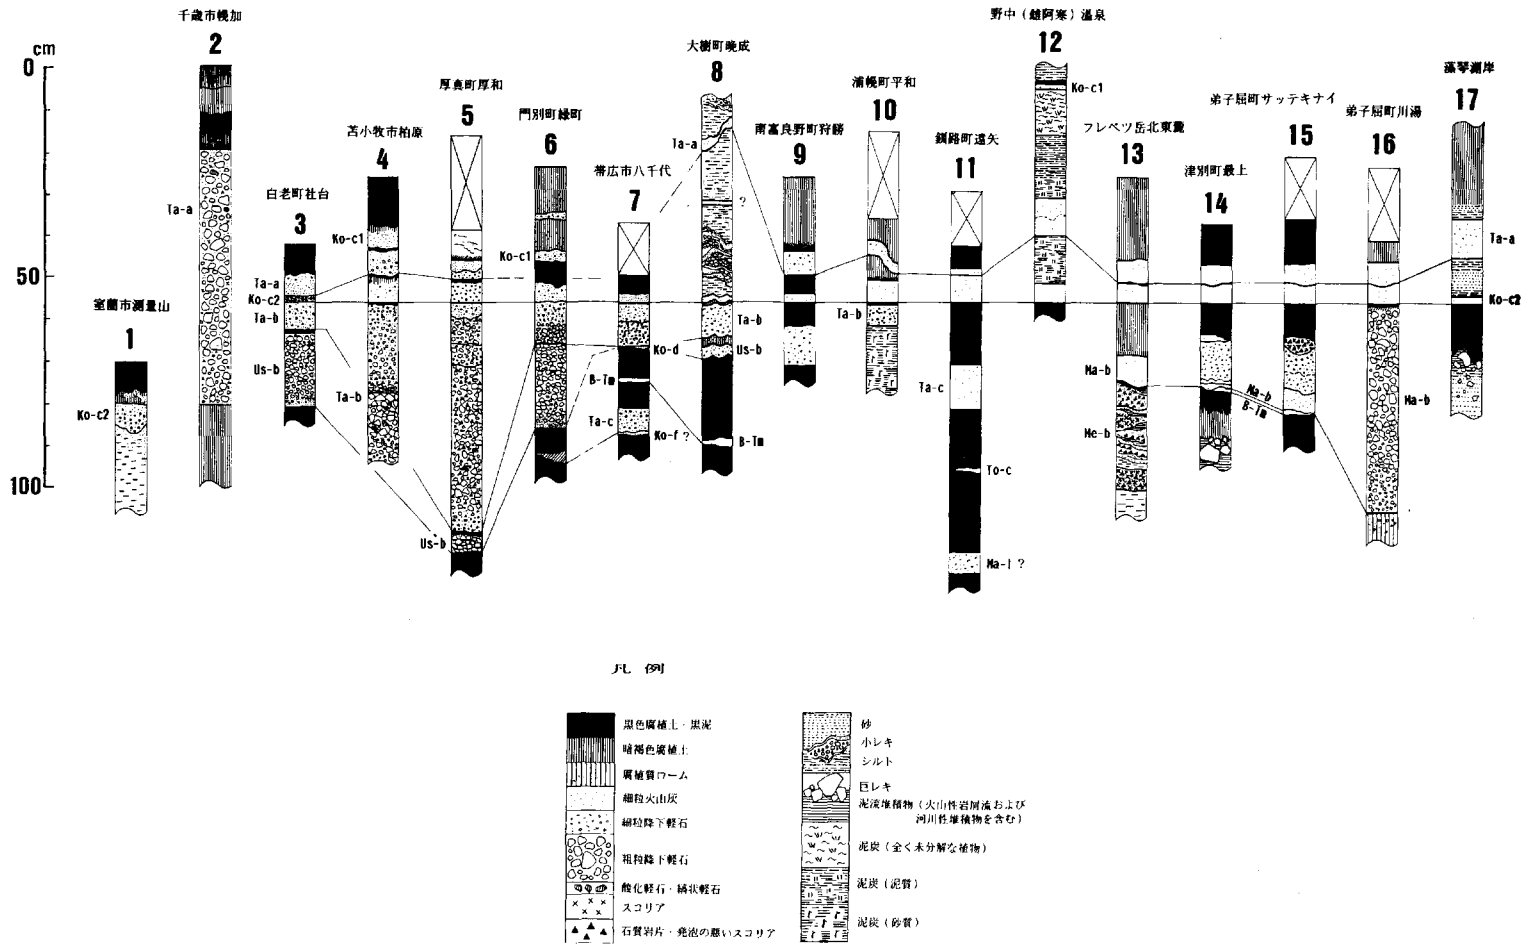 cm
0
50
100
室蘭市測量山
1
Ko-c2
千歳市幌加
2
Ta-a
白老町社台
3
Ta-a
Ko-c2
Ta-b
Us-b
苫小牧市柏原
4
Ko-c1
Ta-b
厚真町厚和
5
Us-b
門別町緑町
6
Ko-c1
帯広市八千代
7
Ko-d
B-Tm
Ta-c
Ko-f ?
大樹町晩成
8
Ta-a
?
Ta-b
Us-b
B-Tm
南富良野町狩勝
9
浦幌町平和
10
Ta-b
釧路町遠矢
11
Ta-c
To-c
Ma-l ?
野中（雌阿寒）温泉
12
Ko-c1
フレベツ岳北東麓
13
Ma-b
Me-b
津別町最上
14
Ma-b
B-Tm
弟子屈町サッテキナイ
15
弟子屈町川湯
16
Ma-b
藻琴湖岸
17
Ta-a
Ko-c2
凡例
黒色腐植土・黒泥
暗褐色腐植土
腐植質ローム
細粒火山灰
細粒降下軽石
粗粒降下軽石
酸化軽石・縞状軽石
スコリア
石質岩片・発泡の悪いスコリア
砂
小レキ
シルト
巨レキ
泥流堆積物（火山性岩屑流および
河川性堆積物を含む）
泥炭（全く未分解な植物）
泥炭（泥質）
泥炭（砂質）